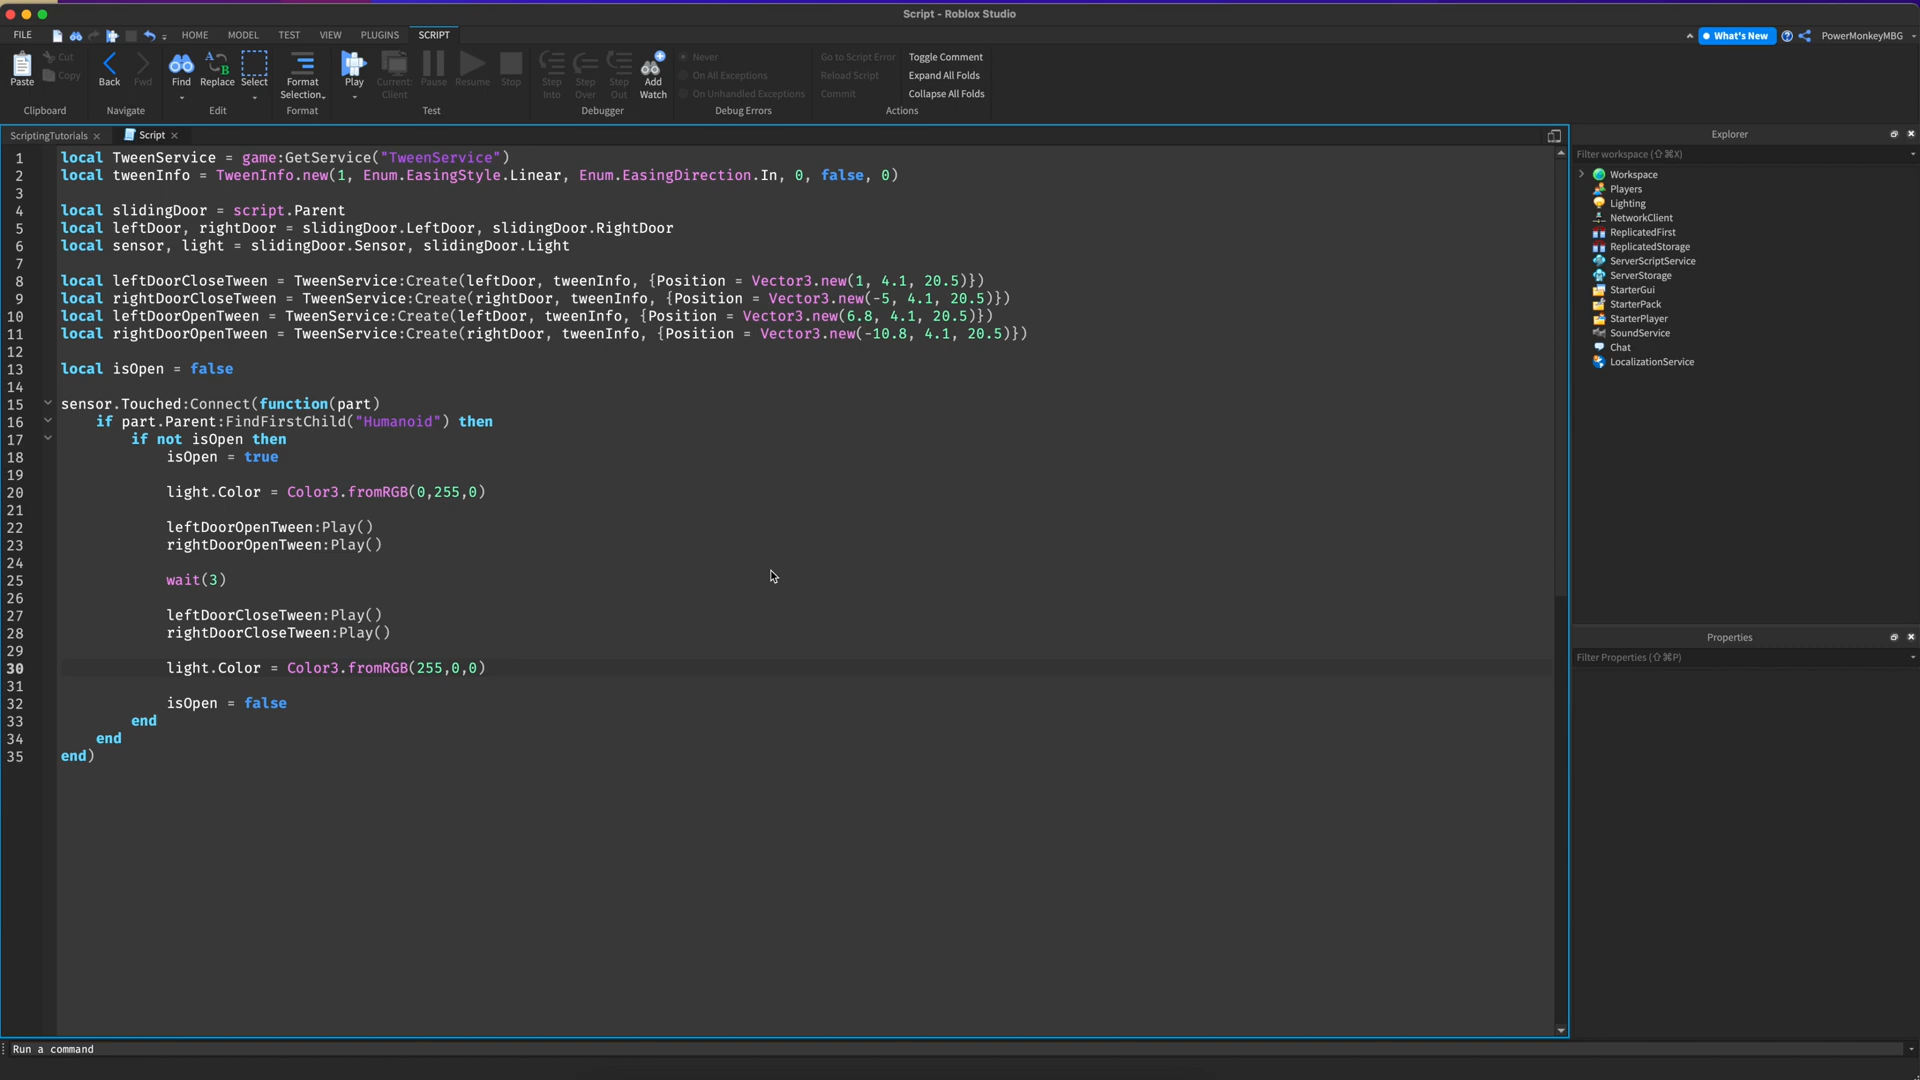 Script - Roblox Studio
FILE HOME MODEL TEST VIEW PLUGINS SCRIPT What's New PowerMonkeyMBG
Paste Cut Copy Back Fwd Find Replace Select Format Selection Play Current: Client Pause Resume Stop Step Into Step Over Step Out Add Watch Never On All Exceptions On Unhandled Exceptions Go to Script Error Reload Script Commit Toggle Comment Expand All Folds Collapse All Folds
Clipboard Navigate Edit Format Test Debugger Debug Errors Actions
ScriptingTutorials Script
1 local TweenService = game:GetService("TweenService")
2 local tweenInfo = TweenInfo.new(1, Enum.EasingStyle.Linear, Enum.EasingDirection.In, 0, false, 0)
3
4 local slidingDoor = script.Parent
5 local leftDoor, rightDoor = slidingDoor.LeftDoor, slidingDoor.RightDoor
6 local sensor, light = slidingDoor.Sensor, slidingDoor.Light
7
8 local leftDoorCloseTween = TweenService:Create(leftDoor, tweenInfo, {Position = Vector3.new(1, 4.1, 20.5)})
9 local rightDoorCloseTween = TweenService:Create(rightDoor, tweenInfo, {Position = Vector3.new(-5, 4.1, 20.5)})
10 local leftDoorOpenTween = TweenService:Create(leftDoor, tweenInfo, {Position = Vector3.new(6.8, 4.1, 20.5)})
11 local rightDoorOpenTween = TweenService:Create(rightDoor, tweenInfo, {Position = Vector3.new(-10.8, 4.1, 20.5)})
12
13 local isOpen = false
14
15 sensor.Touched:Connect(function(part)
16 if part.Parent:FindFirstChild("Humanoid") then
17 if not isOpen then
18 isOpen = true
19
20 light.Color = Color3.fromRGB(0,255,0)
21
22 leftDoorOpenTween:Play()
23 rightDoorOpenTween:Play()
24
25 wait(3)
26
27 leftDoorCloseTween:Play()
28 rightDoorCloseTween:Play()
29
30 light.Color = Color3.fromRGB(255,0,0)
31
32 isOpen = false
33 end
34 end
35 end)
Explorer
Filter workspace (⇧⌘X)
Workspace
Players
Lighting
NetworkClient
ReplicatedFirst
ReplicatedStorage
ServerScriptService
ServerStorage
StarterGui
StarterPack
StarterPlayer
SoundService
Chat
LocalizationService
Properties
Filter Properties (⇧⌘P)
Run a command